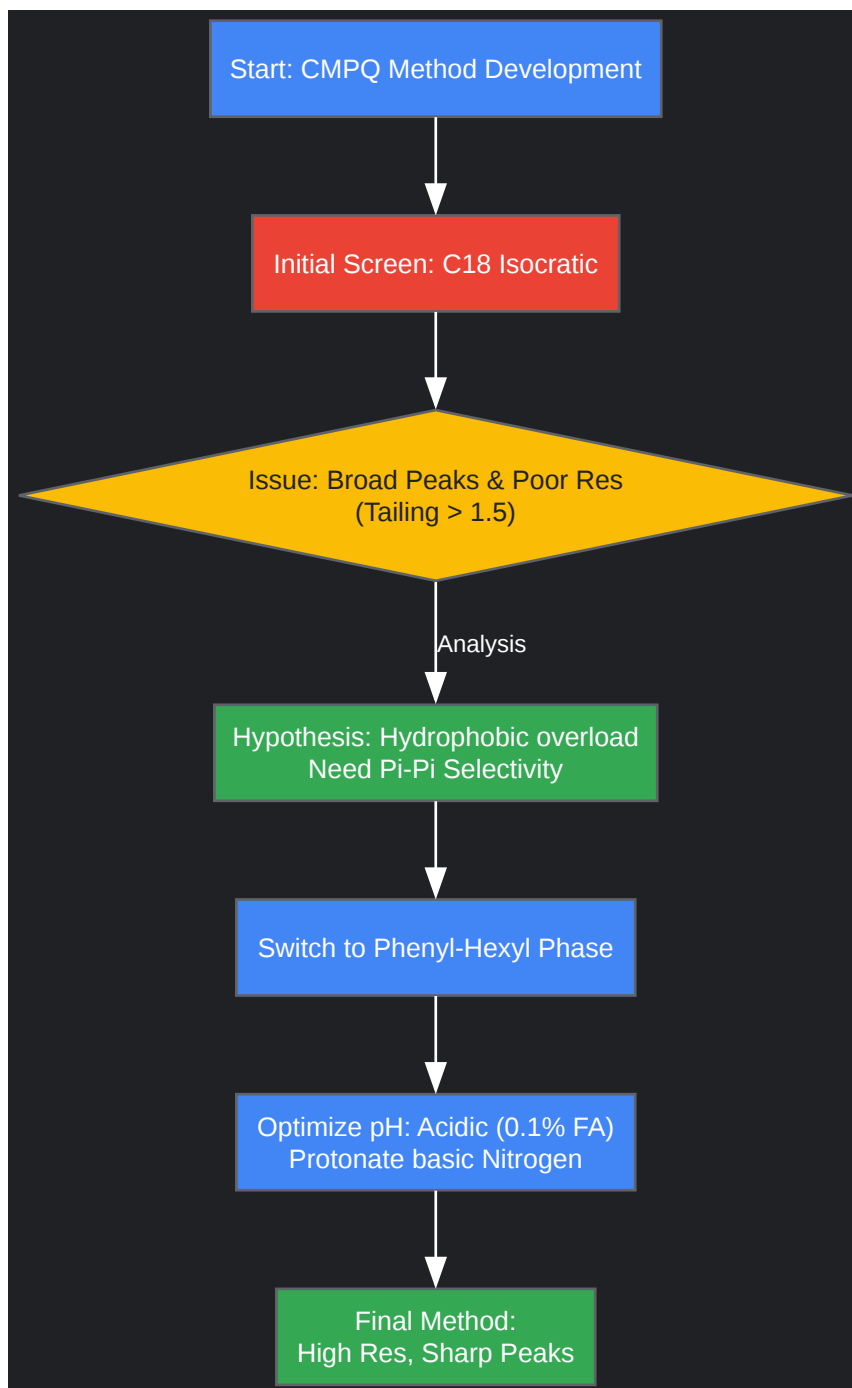 Start: CMPQ Method Development
Initial Screen: C18 Isocratic
Issue: Broad Peaks & Poor Res
(Tailing > 1.5)
Analysis
Hypothesis: Hydrophobic overload
Need Pi-Pi Selectivity
Switch to Phenyl-Hexyl Phase
Optimize pH: Acidic (0.1% FA)
Protonate basic Nitrogen
Final Method:
High Res, Sharp Peaks